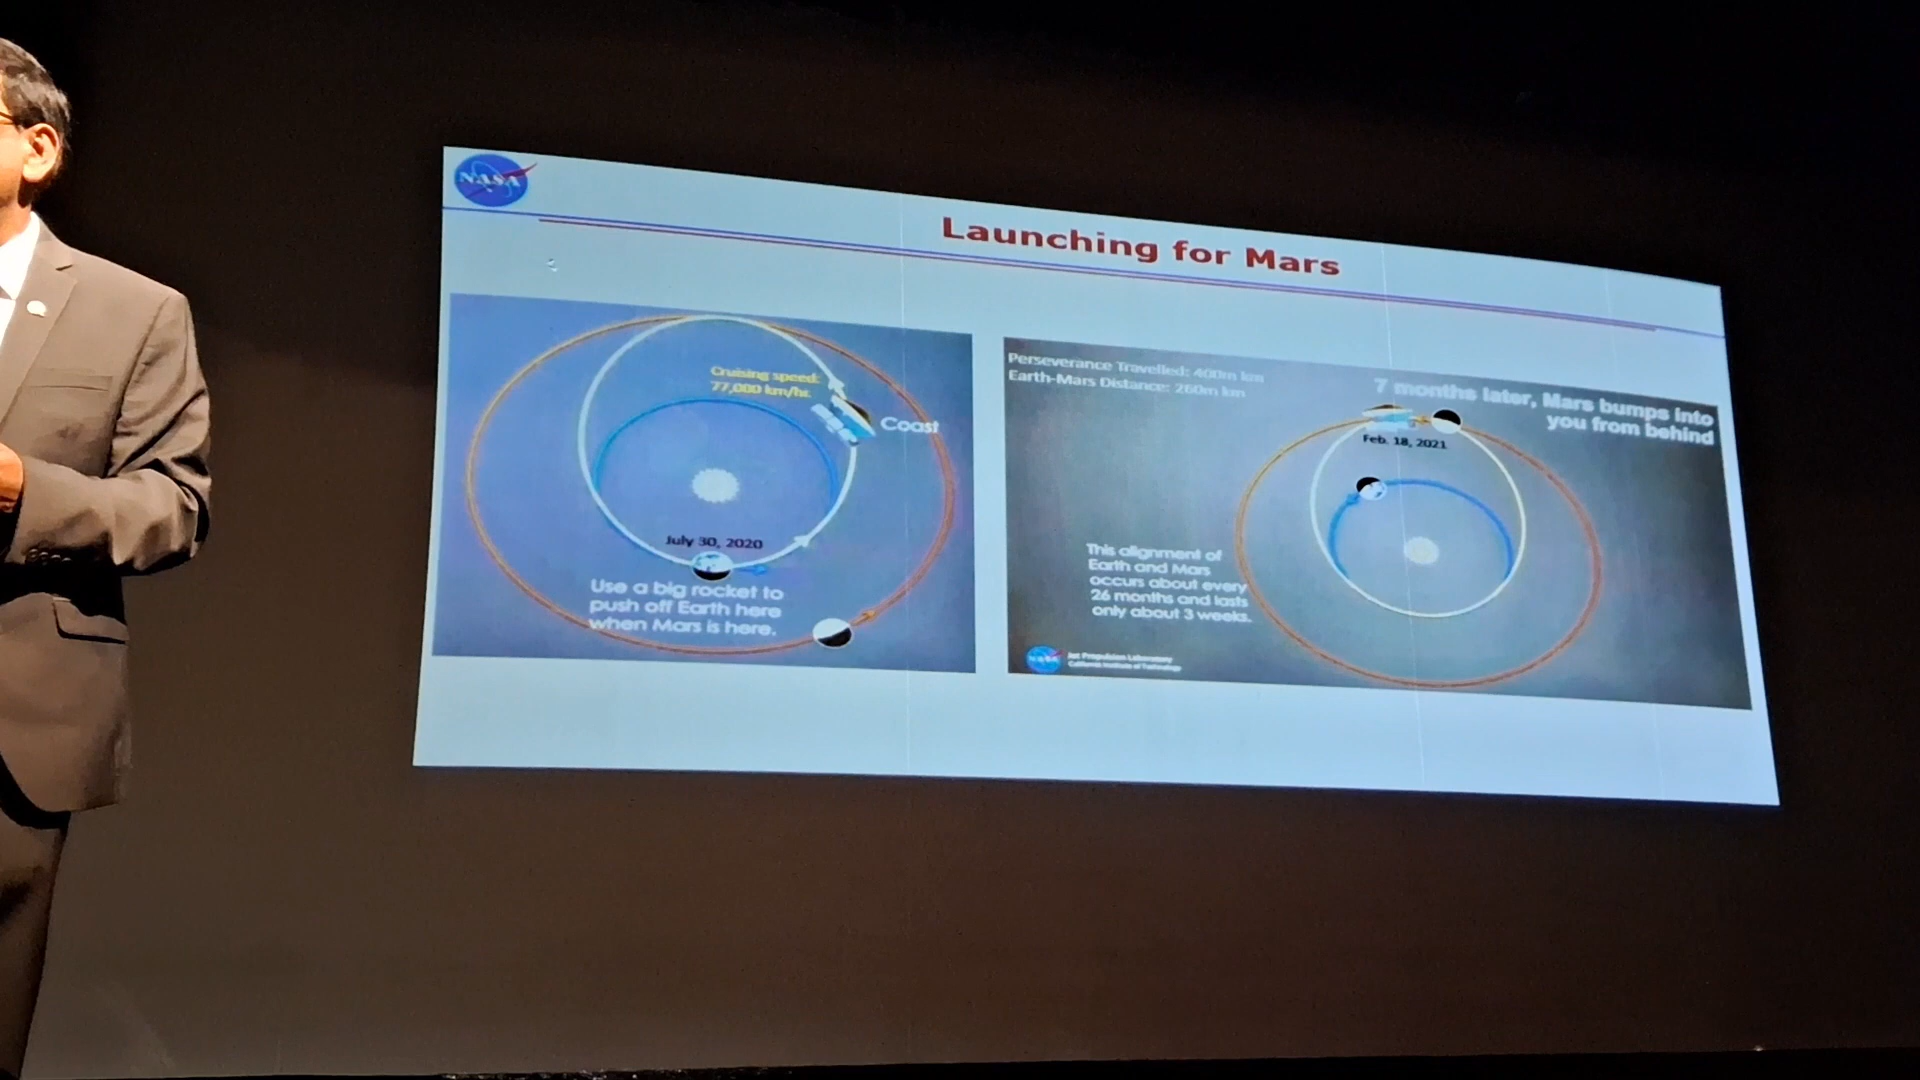 NASA
Launching for Mars
Cruising speed:
77,000 km/hr.
Coast
July 30, 2020
Use a big rocket to
push off Earth here
when Mars is here.
Perseverance Travelled: 400m km
Earth-Mars Distance: 260m km
7 months later, Mars bumps into
you from behind
Feb. 18, 2021
This alignment of
Earth and Mars
occurs about every
26 months and lasts
only about 3 weeks.
NASA
Jet Propulsion Laboratory
California Institute of Technology